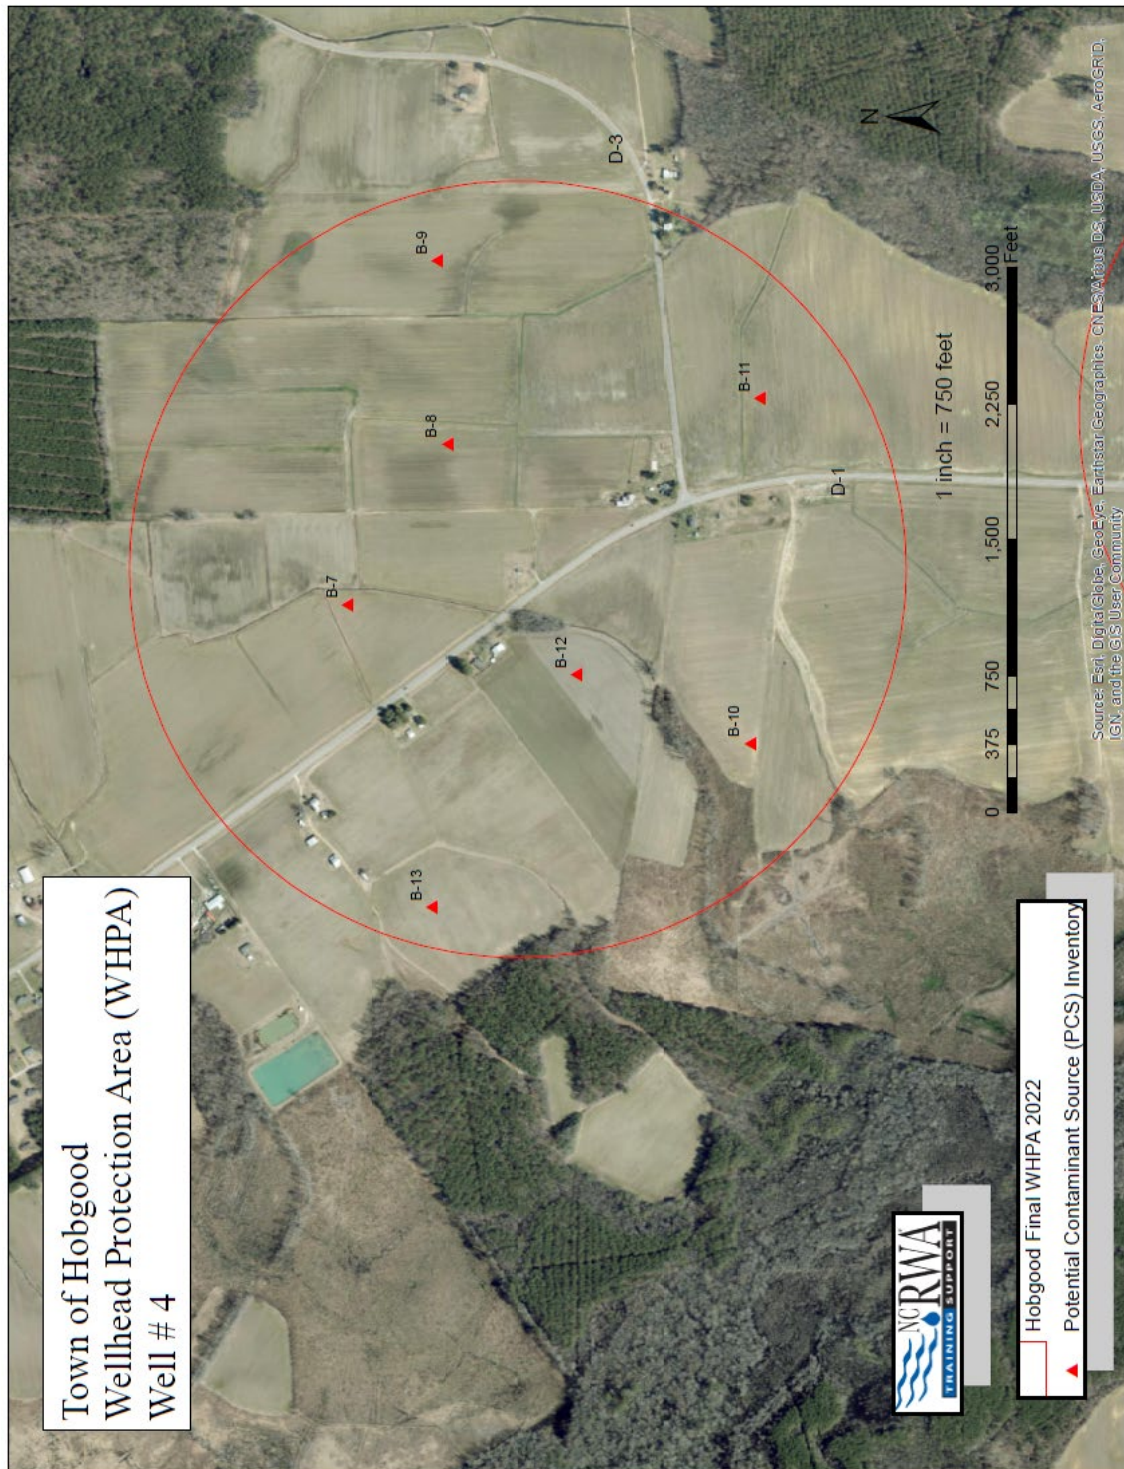 Town of Hobgood
Wellhead Protection Area (WHPA)
Well # 4
B-7
B-8
B-9
B-13
B-12
B-10
B-11
D-3
D-1
N
1 inch = 750 feet
0 375 750 1,500 2,250 3,000
Feet
NCRWA
TRAINING SUPPORT
Hobgood Final WHPA 2022
Potential Contaminant Source (PCS) Inventory
Source: Esri, DigitalGlobe, GeoEye, Earthstar Geographics, CNES/Airbus DS, USDA, USGS, AeroGRID,
IGN, and the GIS User Community